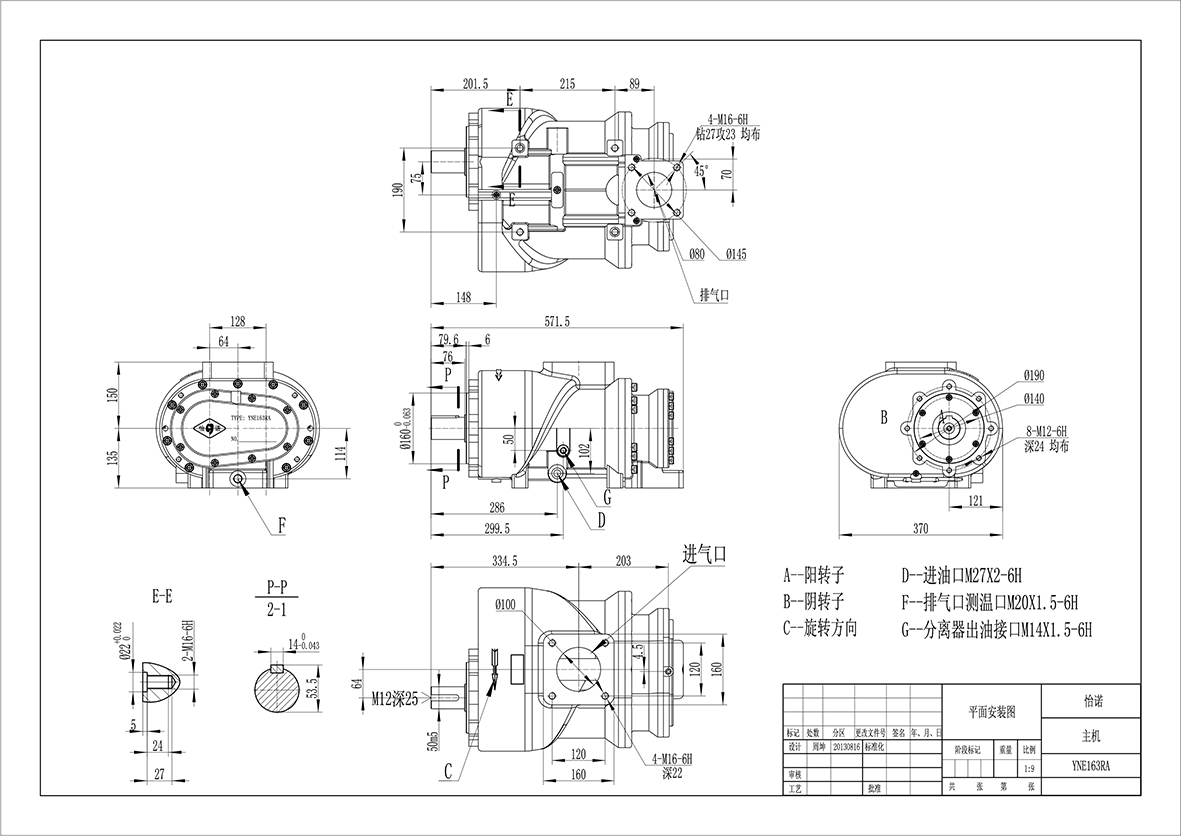 201.5
215
89
E
4-M16-6H
钻27攻23 均布
45°
70
75
190
E
Ø80
Ø145
148
排气口
128
64
150
135
114
TYPE: YNE163RA
NO.
F
571.5
79.6
6
76
P
Ø160-0.063
50
102
P
G
286
D
299.5
B
Ø190
Ø140
8-M12-6H
深24 均布
121
370
334.5
203
进气口
Ø100
4.5
120
160
64
M12深25
50m5
C
120
160
4-M16-6H
深22
E-E
Ø22+0.022 0
2-M16-6H
5
24
27
P-P
2-1
14-0.043
53.5
A--阳转子
B--阴转子
C--旋转方向
D--进油口M27X2-6H
F--排气口测温口M20X1.5-6H
G--分离器出油接口M14X1.5-6H
标记 处数 分区 更改文件号 签名 年、月、日
设计 周坤 20130816 标准化
审核
工艺 批准
平面安装图
阶段标记 重量 比例
1:9
共 张 第 张
怡诺
主机
YNE163RA